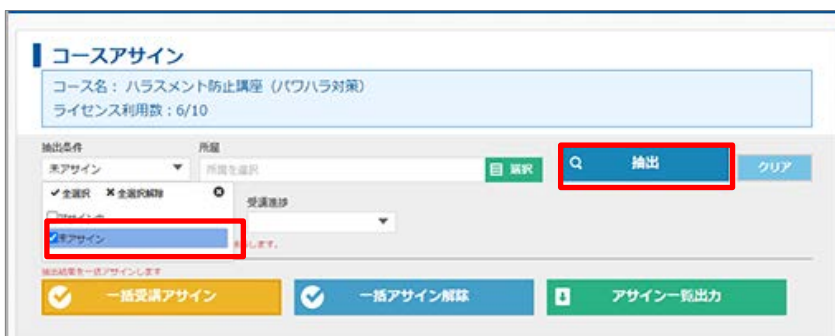 コースアサイン
コース名： ハラスメント防止講座（パワハラ対策）
ライセンス利用数：6/10
抽出条件
所属
未アサイン
所属を選択
選択
抽出
クリア
全選択
全選択解除
受講進捗
未アサイン
します。
抽出結果を一括アサインします
一括受講アサイン
一括アサイン解除
アサイン一覧出力